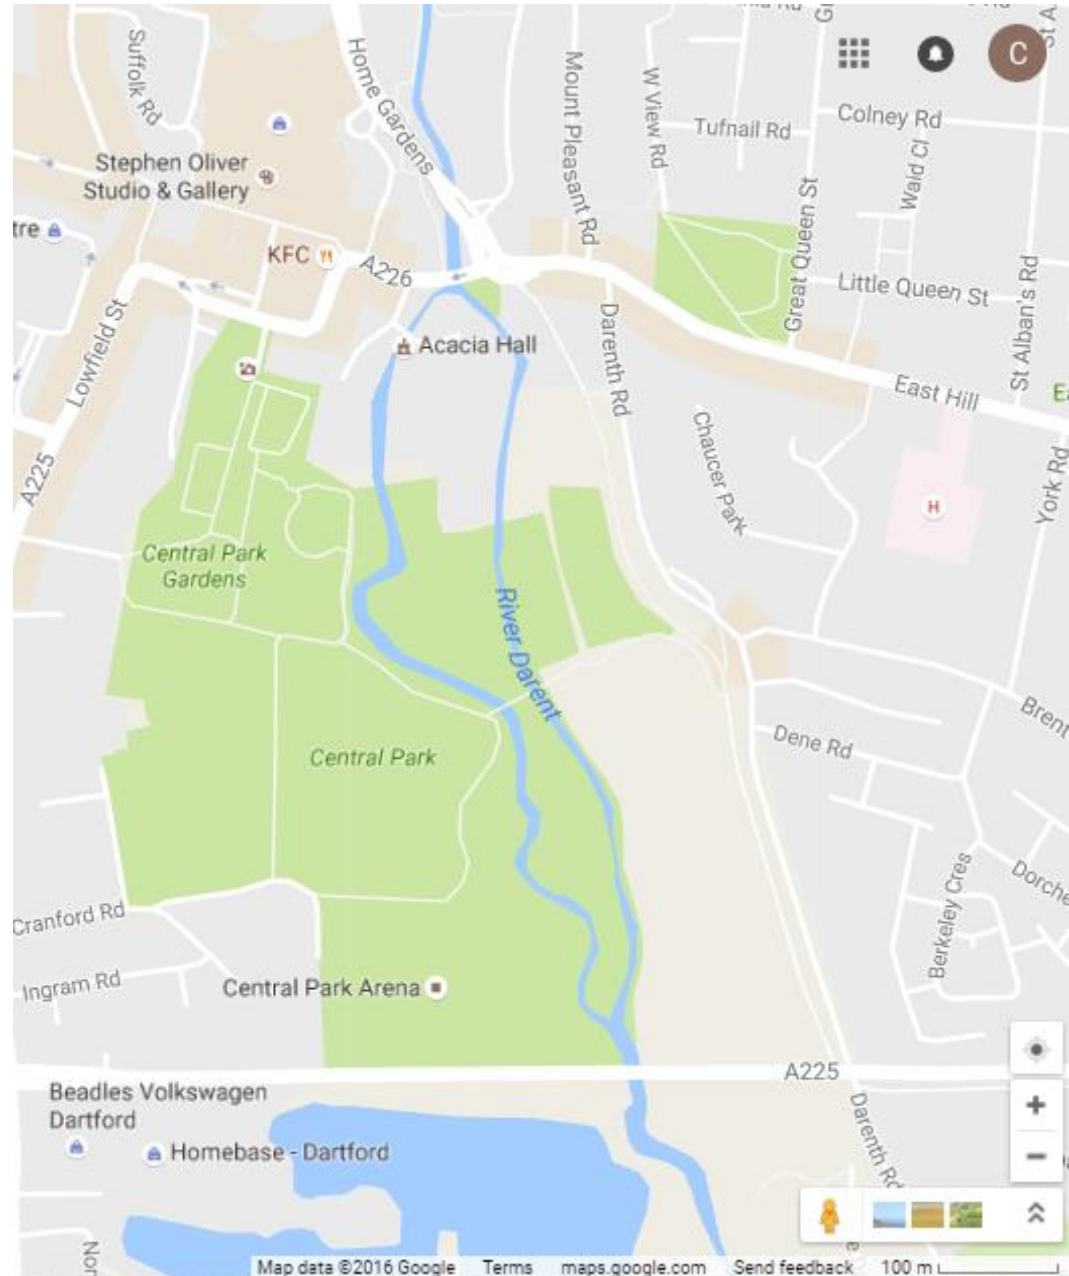 Suffolk Rd
Home Gardens
Mount Pleasant Rd
W View Rd
Tufnail Rd
Colney Rd
Wald Cl
C
Stephen Oliver
Studio & Gallery
tre
KFC
A226
Great Queen St
Little Queen St
St Alban's Rd
Lowfield St
Acacia Hall
Darenth Rd
East Hill
A225
Chaucer Park
H
York Rd
Central Park
Gardens
River Darent
Central Park
Dene Rd
Brent
Berkeley Cres
Dorche
Cranford Rd
Ingram Rd
Central Park Arena
A225
Beadles Volkswagen
Dartford
Homebase - Dartford
Darenth Rd
Nor
Map data ©2016 Google Terms maps.google.com Send feedback 100 m